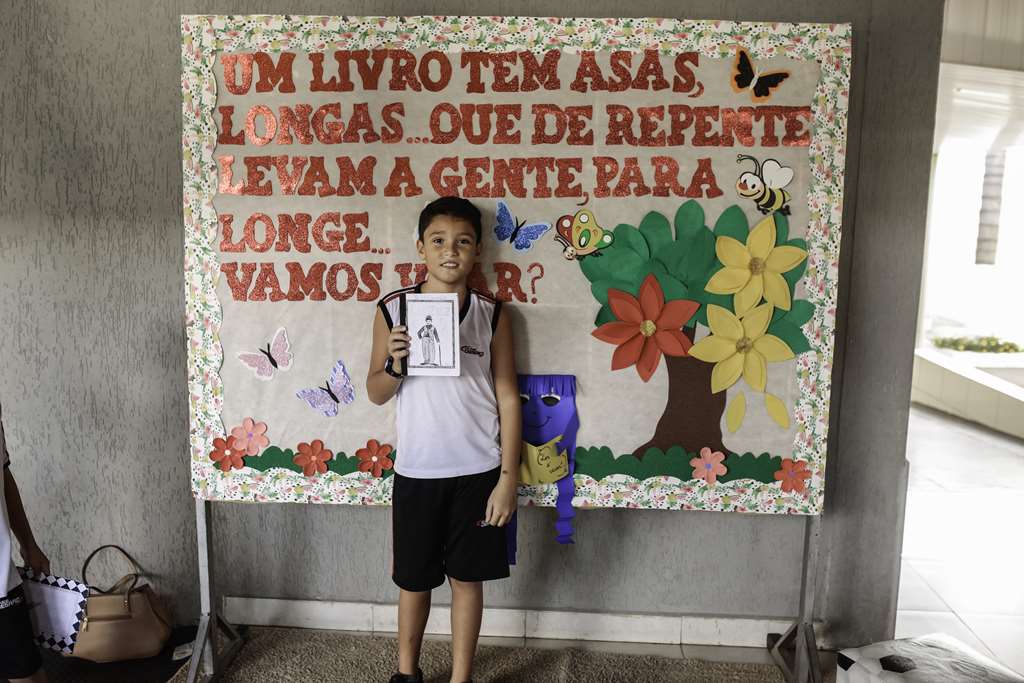 UM LIVRO TEM ASAS,
LONGAS...QUE DE REPENTE
LEVAM A GENTE, PARA
LONGE...
VAMOS VOAR?